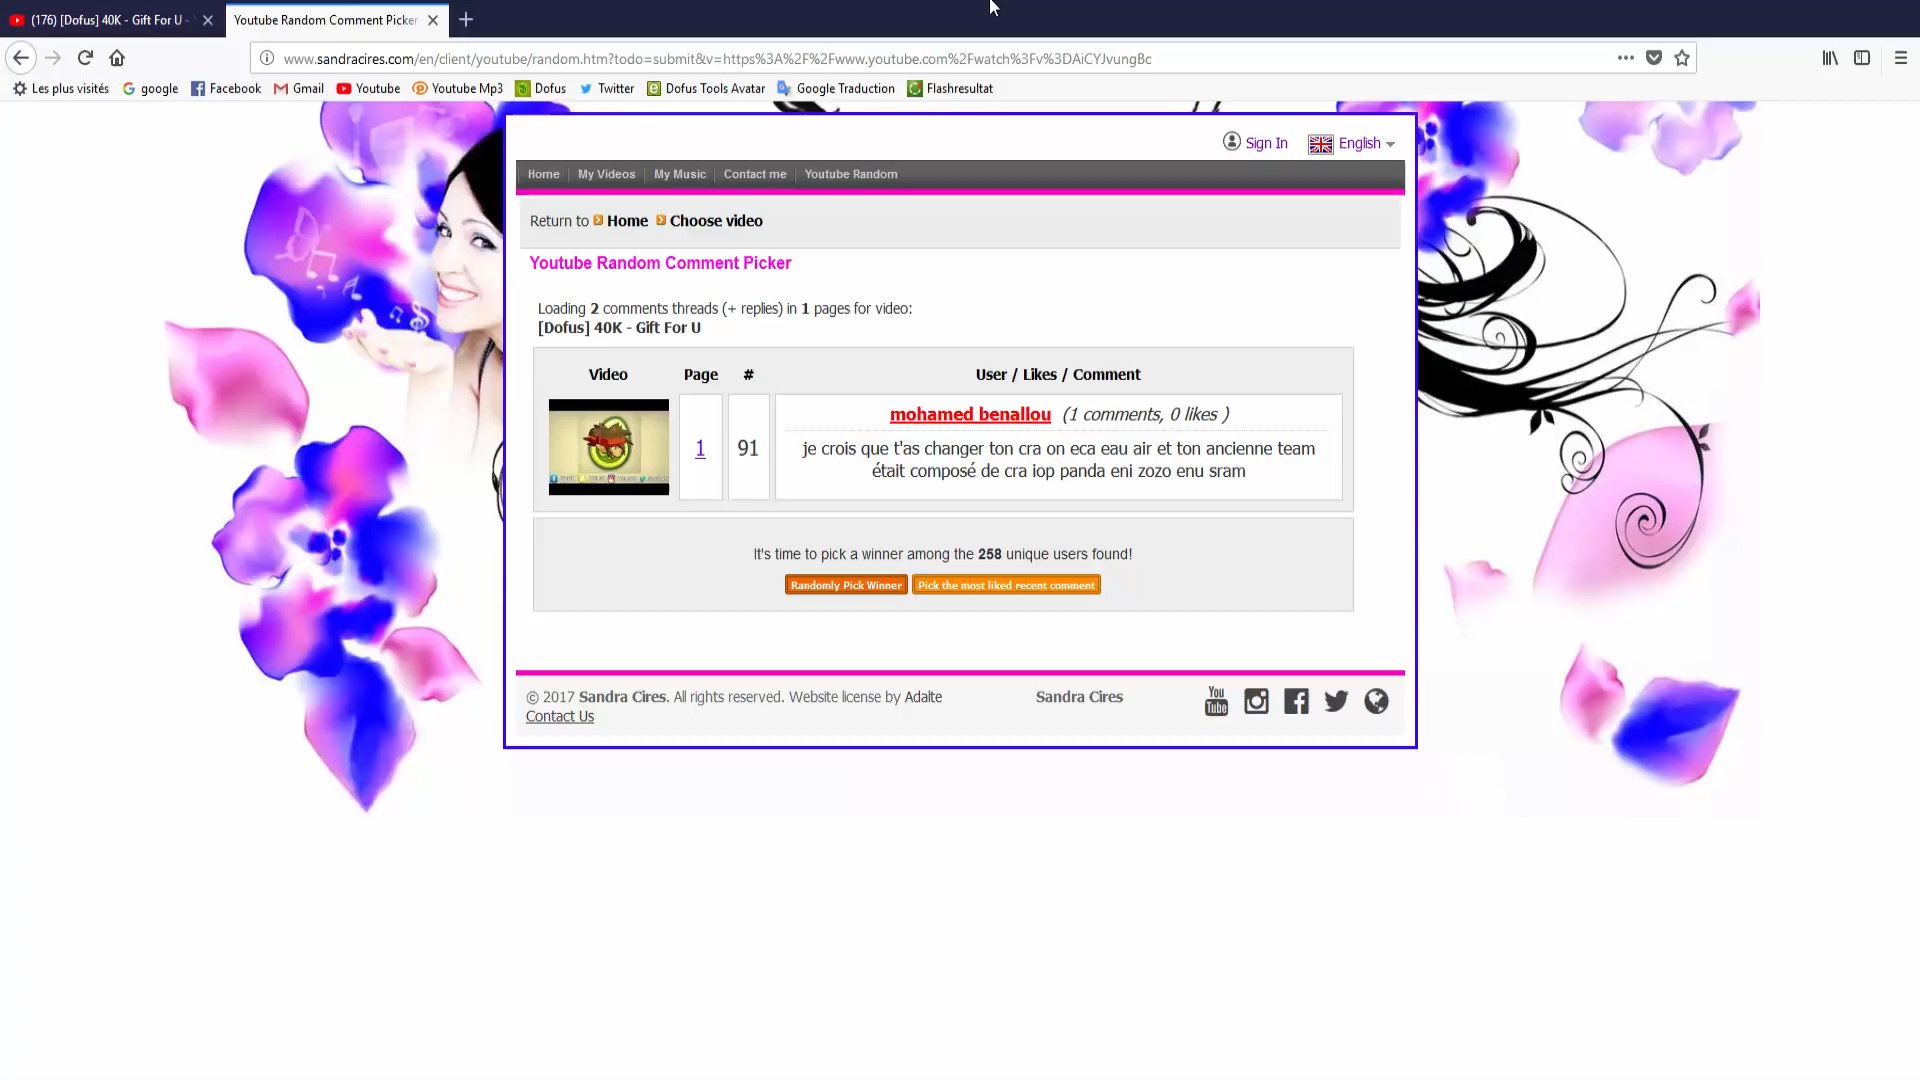 (176) [Dofus] 40K - Gift For U -
Youtube Random Comment Picker
www.sandracires.com/en/client/youtube/random.htm?todo=submit&v=https%3A%2F%2Fwww.youtube.com%2Fwatch%3Fv%3DAiCYJvungBc
Les plus visités google Facebook Gmail Youtube Youtube Mp3 Dofus Twitter Dofus Tools Avatar Google Traduction Flashresultat
Sign In English
Home My Videos My Music Contact me Youtube Random
Return to Home Choose video
Youtube Random Comment Picker
Loading 2 comments threads (+ replies) in 1 pages for video:
[Dofus] 40K - Gift For U
Video Page # User / Likes / Comment
mohamed benallou (1 comments, 0 likes )
1 91 je crois que t'as changer ton cra on eca eau air et ton ancienne team
était composé de cra iop panda eni zozo enu sram
It's time to pick a winner among the 258 unique users found!
Randomly Pick Winner Pick the most liked recent comment
© 2017 Sandra Cires. All rights reserved. Website license by Adalte Sandra Cires You Tube
Contact Us